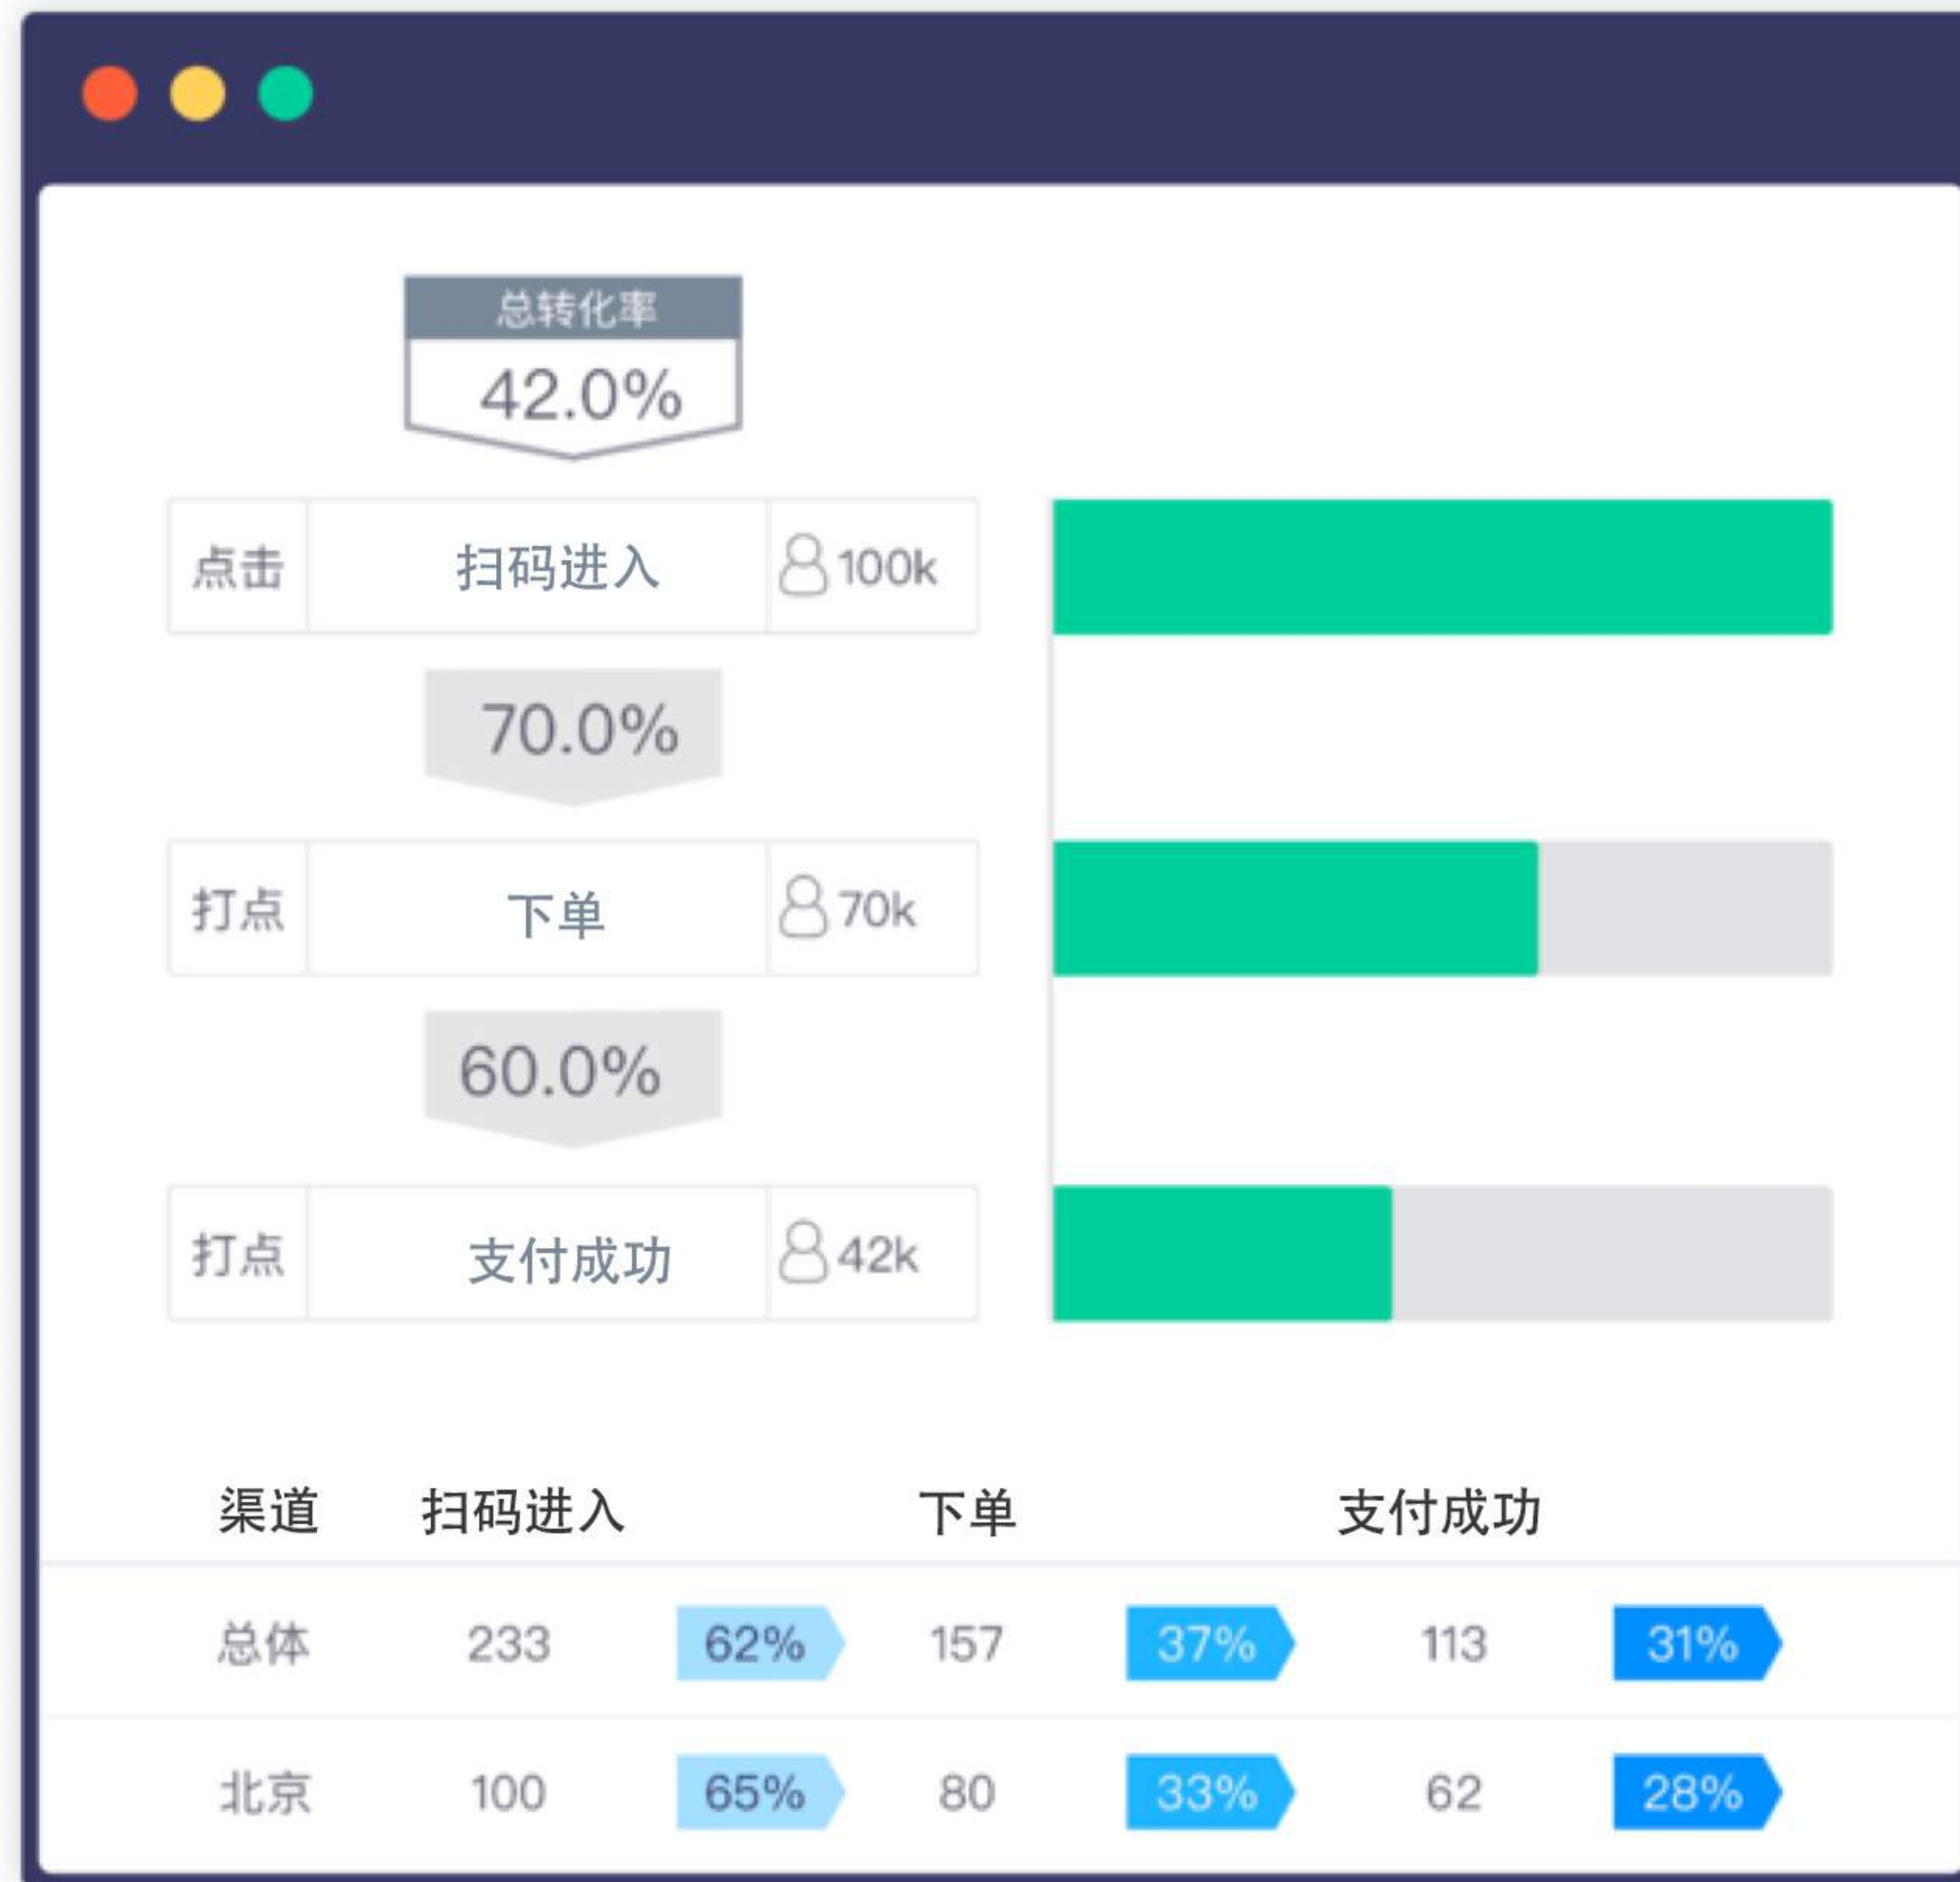 总转化率
42.0%
点击 扫码进入 100k
70.0%
打点 下单 70k
60.0%
打点 支付成功 42k
渠道 扫码进入 下单 支付成功
总体 233 62% 157 37% 113 31%
北京 100 65% 80 33% 62 28%